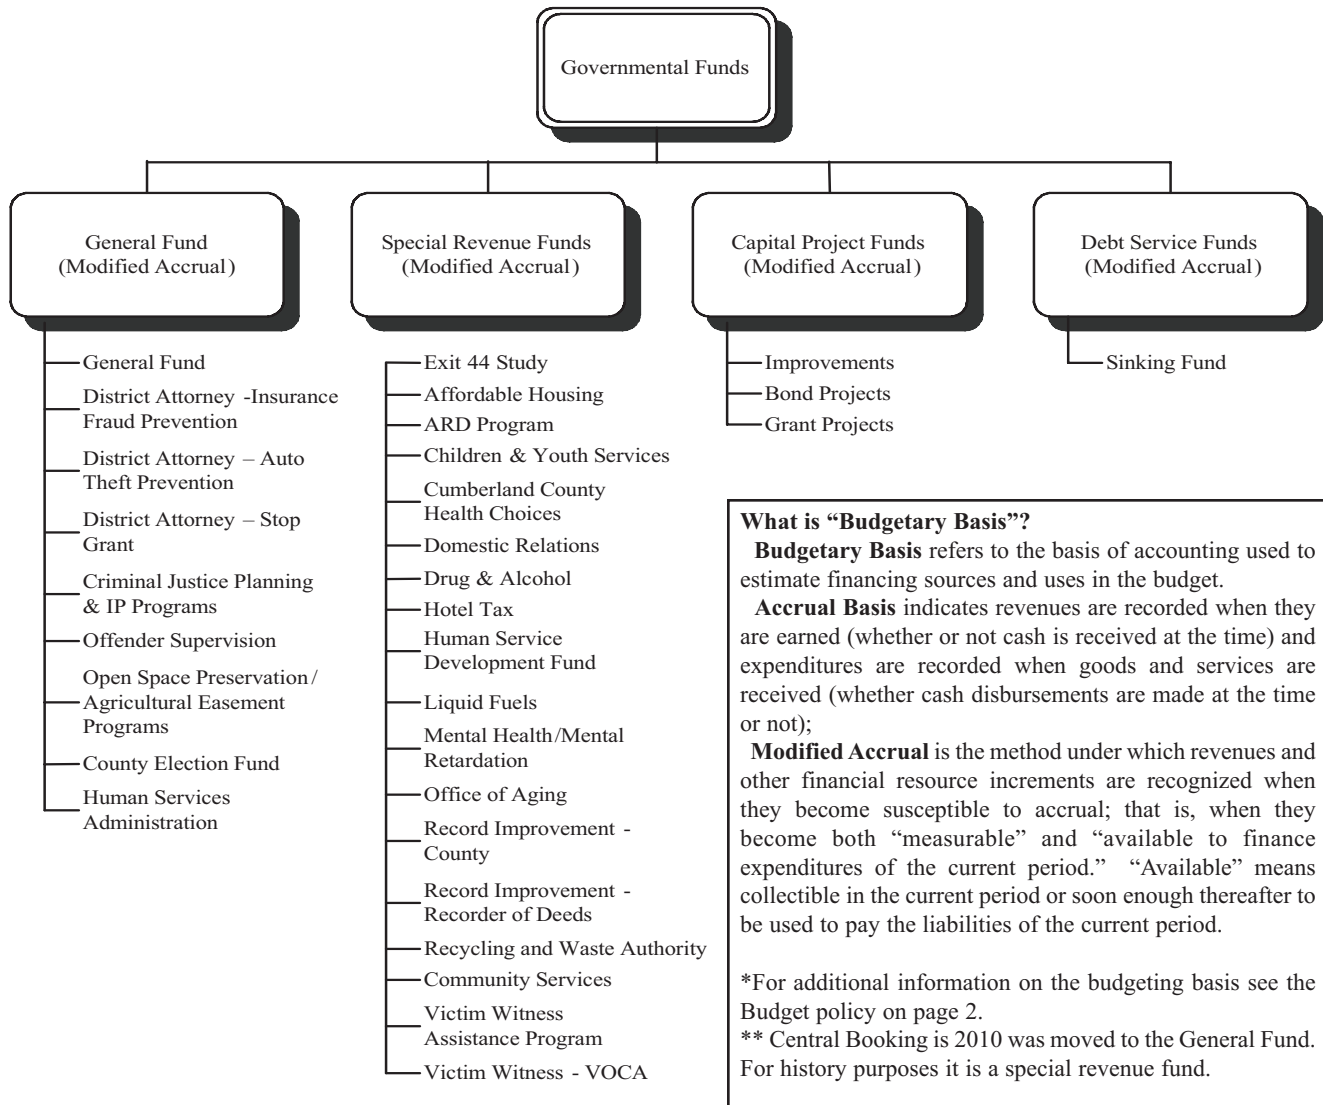 Governmental Funds
General Fund
(Modified Accrual)
Special Revenue Funds
(Modified Accrual)
Capital Project Funds
(Modified Accrual)
Debt Service Funds
(Modified Accrual)
General Fund
District Attorney -Insurance
Fraud Prevention
District Attorney – Auto
Theft Prevention
District Attorney – Stop
Grant
Criminal Justice Planning
& IP Programs
Offender Supervision
Open Space Preservation/
Agricultural Easement
Programs
County Election Fund
Human Services
Administration
Exit 44 Study
Affordable Housing
ARD Program
Children & Youth Services
Cumberland County
Health Choices
Domestic Relations
Drug & Alcohol
Hotel Tax
Human Service
Development Fund
Liquid Fuels
Mental Health/Mental
Retardation
Office of Aging
Record Improvement -
County
Record Improvement -
Recorder of Deeds
Recycling and Waste Authority
Community Services
Victim Witness
Assistance Program
Victim Witness - VOCA
Improvements
Bond Projects
Grant Projects
Sinking Fund
What is “Budgetary Basis”?
Budgetary Basis refers to the basis of accounting used to
estimate financing sources and uses in the budget.
Accrual Basis indicates revenues are recorded when they
are earned (whether or not cash is received at the time) and
expenditures are recorded when goods and services are
received (whether cash disbursements are made at the time
or not);
Modified Accrual is the method under which revenues and
other financial resource increments are recognized when
they become susceptible to accrual; that is, when they
become both “measurable” and “available to finance
expenditures of the current period.” “Available” means
collectible in the current period or soon enough thereafter to
be used to pay the liabilities of the current period.
*For additional information on the budgeting basis see the
Budget policy on page 2.
** Central Booking is 2010 was moved to the General Fund.
For history purposes it is a special revenue fund.